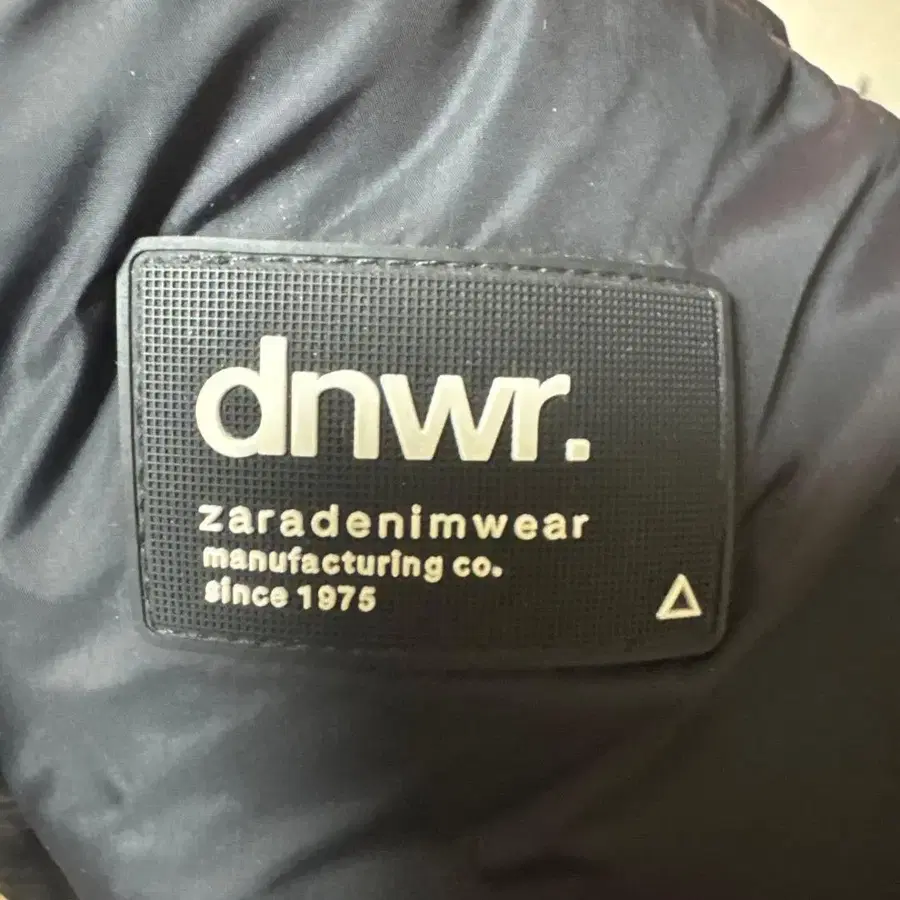 dnwr.
zaradenimwear
manufacturing co.
since 1975